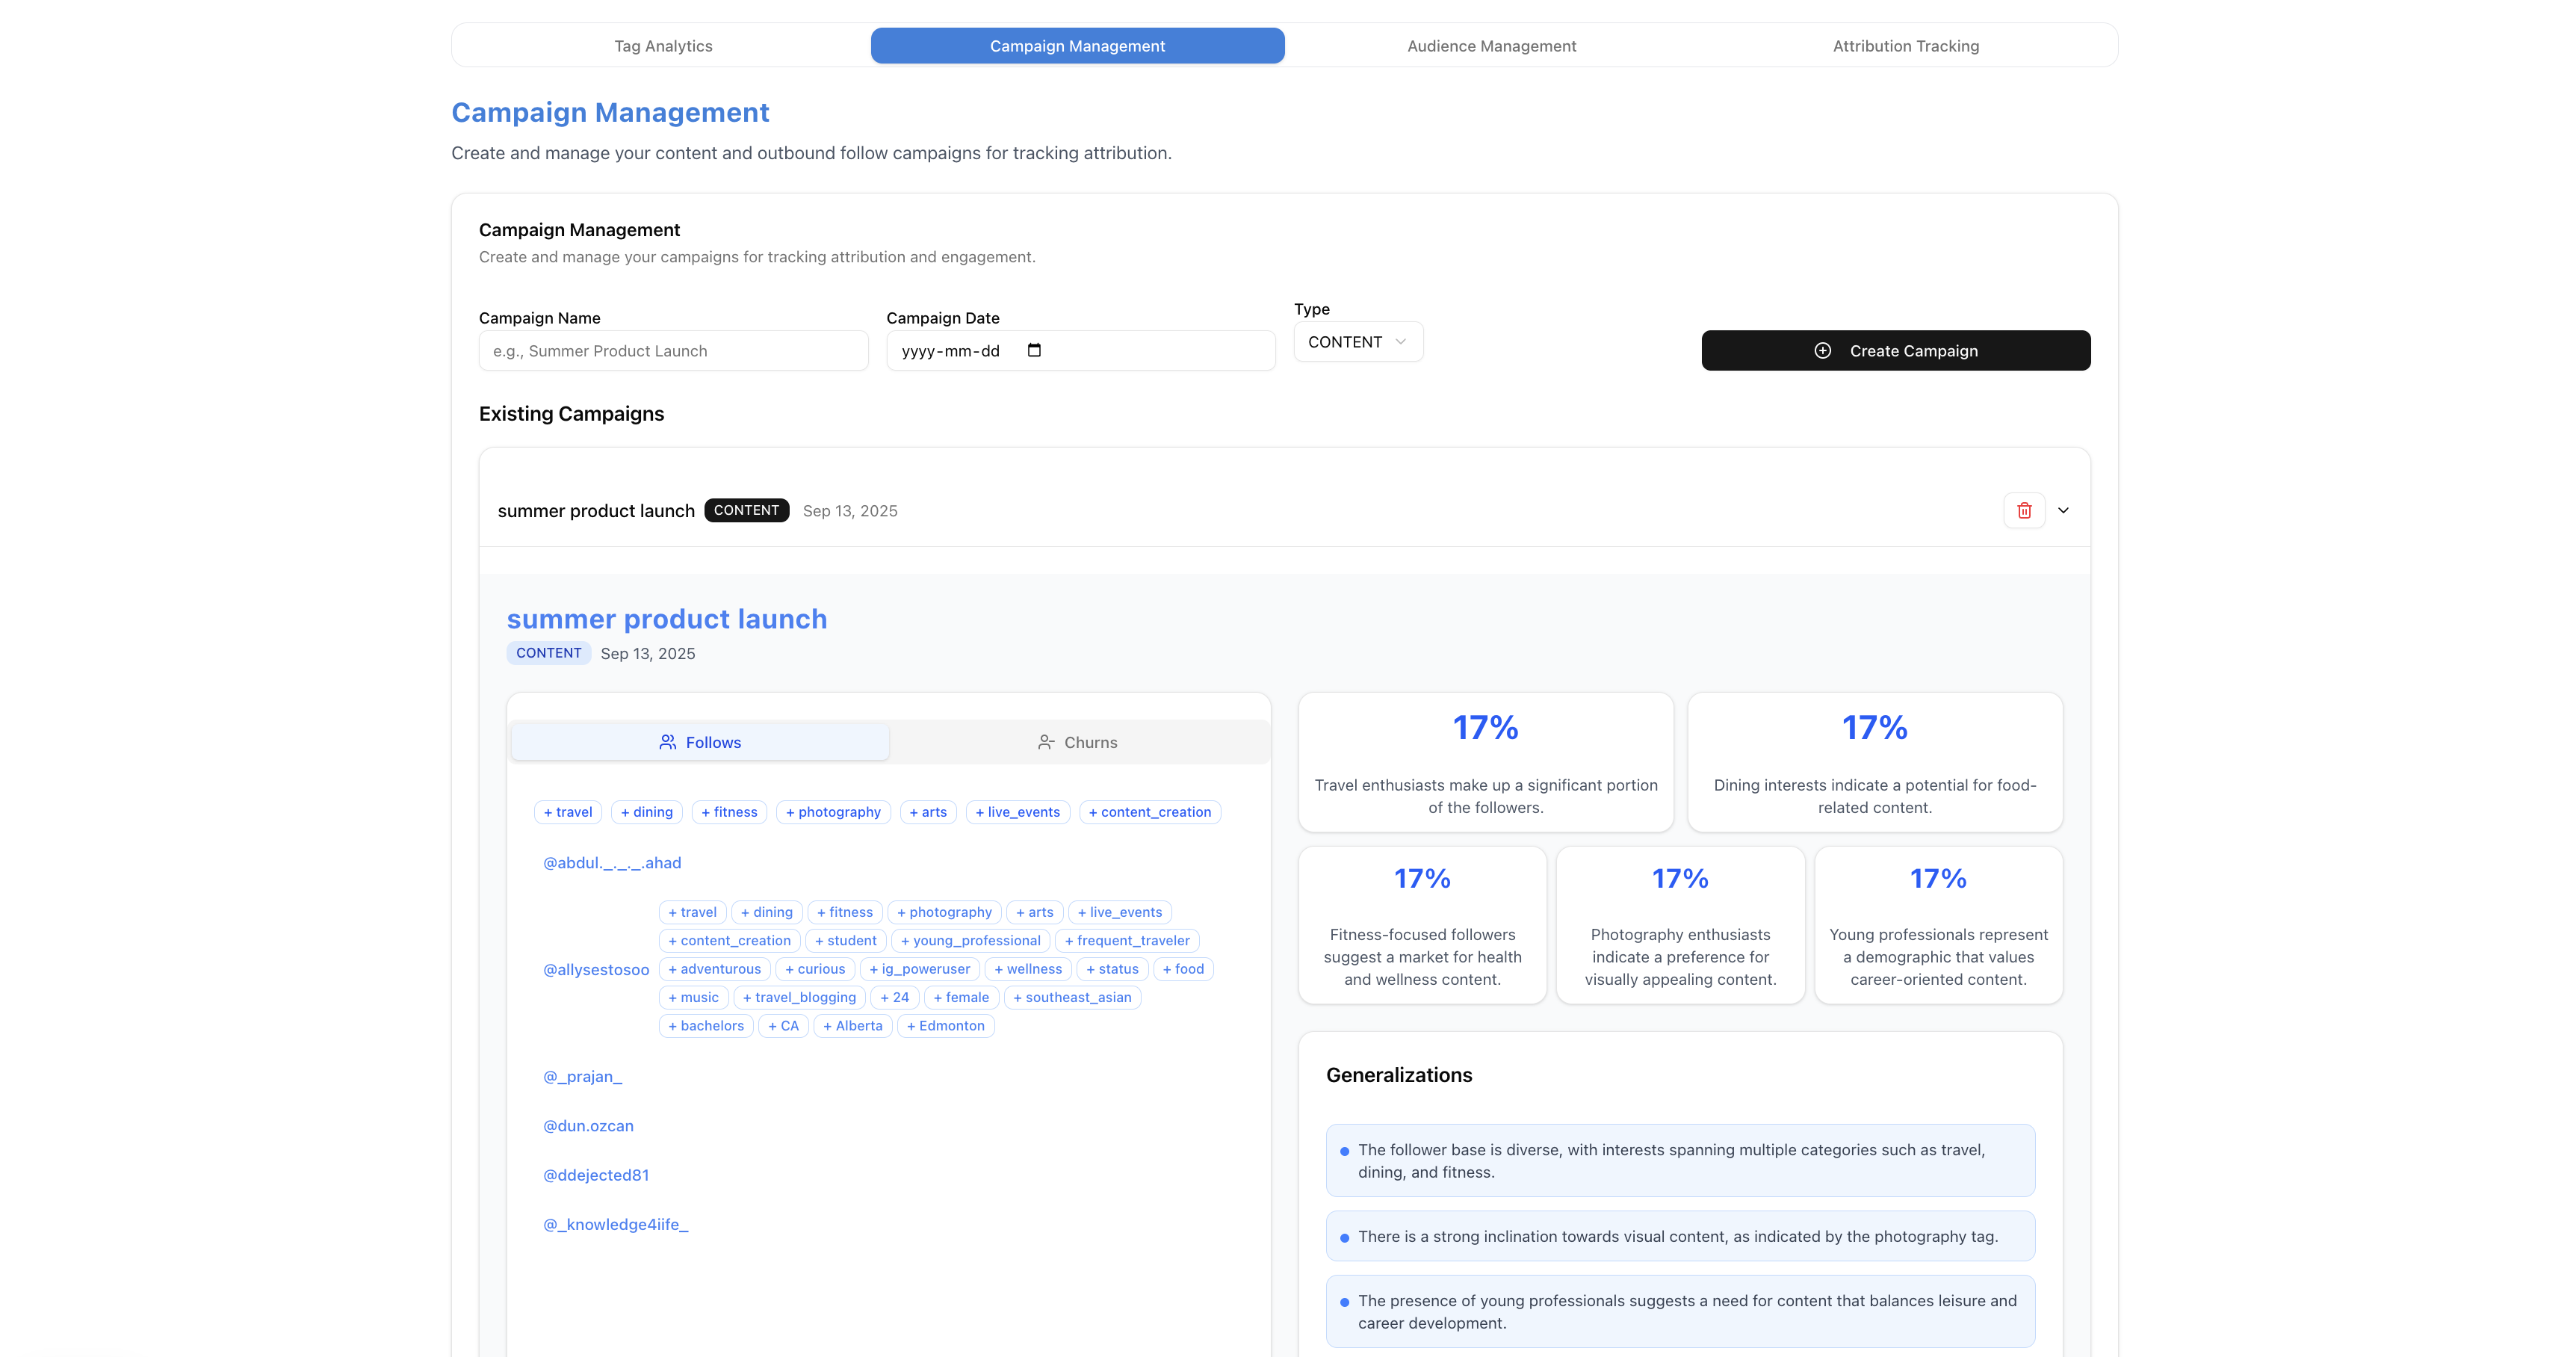 Tag Analytics
Campaign Management
Audience Management
Attribution Tracking
Campaign Management
Create and manage your content and outbound follow campaigns for tracking attribution.
Campaign Management
Create and manage your campaigns for tracking attribution and engagement.
Campaign Name
e.g., Summer Product Launch
Campaign Date
yyyy-mm-dd
Type
CONTENT
Create Campaign
Existing Campaigns
summer product launch CONTENT Sep 13, 2025
summer product launch
CONTENT Sep 13, 2025
Follows
Churns
+ travel + dining + fitness + photography + arts + live_events + content_creation
@abdul._._._.ahad
@allysestosoo
+ travel + dining + fitness + photography + arts + live_events
+ content_creation + student + young_professional + frequent_traveler
+ adventurous + curious + ig_poweruser + wellness + status + food
+ music + travel_blogging + 24 + female + southeast_asian
+ bachelors + CA + Alberta + Edmonton
@_prajan_
@dun.ozcan
@ddejected81
@_knowledge4iife_
17%
Travel enthusiasts make up a significant portion
of the followers.
17%
Dining interests indicate a potential for food-
related content.
17%
Fitness-focused followers
suggest a market for health
and wellness content.
17%
Photography enthusiasts
indicate a preference for
visually appealing content.
17%
Young professionals represent
a demographic that values
career-oriented content.
Generalizations
The follower base is diverse, with interests spanning multiple categories such as travel,
dining, and fitness.
There is a strong inclination towards visual content, as indicated by the photography tag.
The presence of young professionals suggests a need for content that balances leisure and
career development.